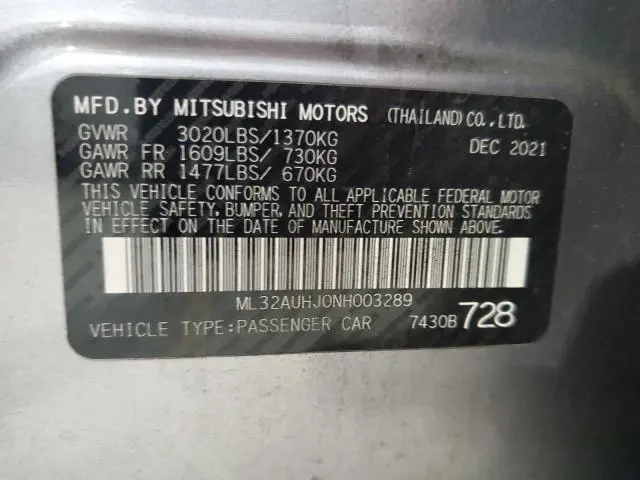 MFD.BY MITSUBISHI MOTORS (THAILAND)CO.,LTD.
GVWR 3020LBS/1370KG DEC 2021
GAWR FR 1609LBS/ 730KG
GAWR RR 1477LBS/ 670KG
THIS VEHICLE CONFORMS TO ALL APPLICABLE FEDERAL MOTOR
VEHICLE SAFETY, BUMPER, AND THEFT PREVENTION STANDARDS
IN EFFECT ON THE DATE OF MANUFACTURE SHOWN ABOVE.
ML32AUHJ0NH003289
VEHICLE TYPE:PASSENGER CAR 7430B 728